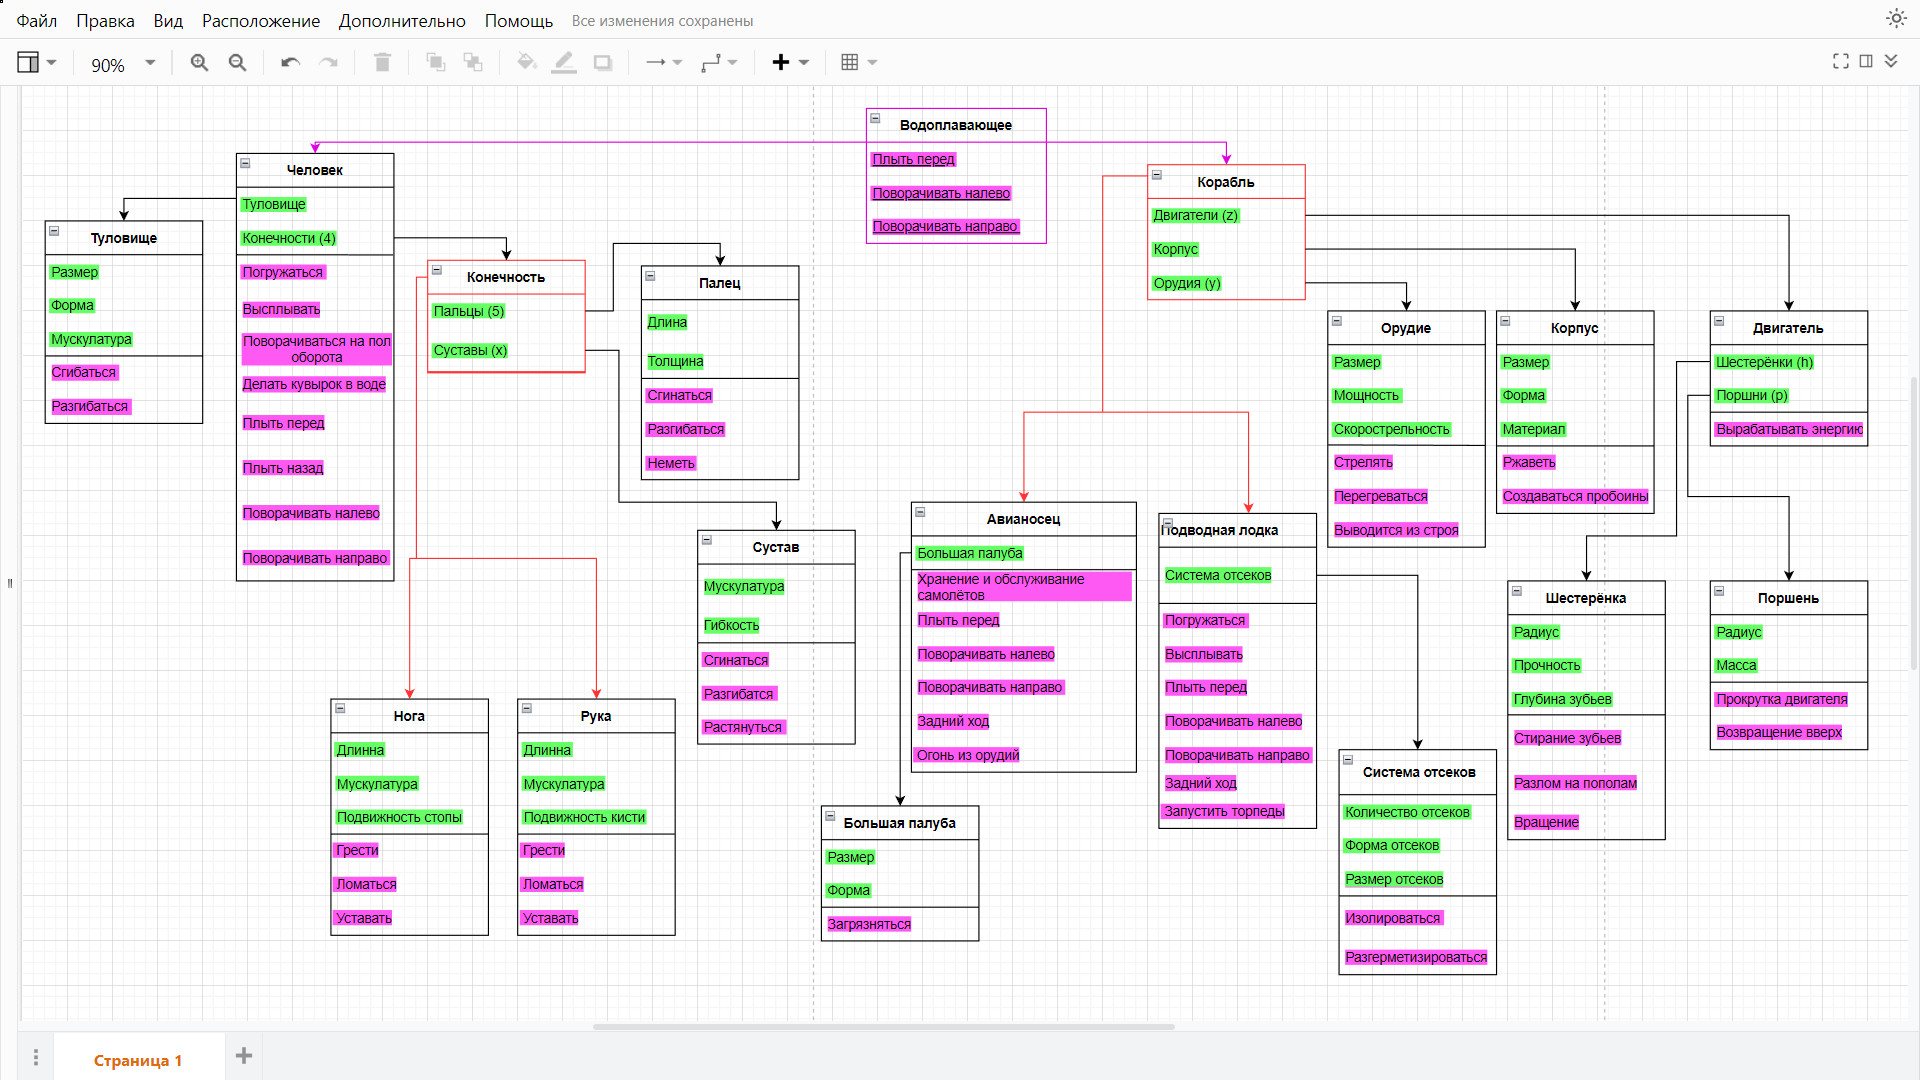 Файл Правка Вид Расположение Дополнительно Помощь Все изменения сохранены
90%
Водоплавающее
Плыть перед
Поворачивать налево
Поворачивать направо
Человек
Туловище
Конечности (4)
Погружаться
Высплывать
Поворачиваться на пол
оборота
Делать кувырок в воде
Плыть перед
Плыть назад
Поворачивать налево
Поворачивать направо
Туловище
Размер
Форма
Мускулатура
Сгибаться
Разгибаться
Конечность
Пальцы (5)
Суставы (x)
Палец
Длина
Толщина
Сгинаться
Разгибаться
Неметь
Корабль
Двигатели (z)
Корпус
Орудия (y)
Орудие
Размер
Мощность
Скорострельность
Стрелять
Перегреваться
Выводится из строя
Корпус
Размер
Форма
Материал
Ржаветь
Создаваться пробоины
Двигатель
Шестерёнки (h)
Поршни (p)
Вырабатывать энергию
Сустав
Мускулатура
Гибкость
Сгинаться
Разгибатся
Растянуться
Авианосец
Большая палуба
Хранение и обслуживание
самолётов
Плыть перед
Поворачивать налево
Поворачивать направо
Задний ход
Огонь из орудий
Подводная лодка
Система отсеков
Погружаться
Высплывать
Плыть перед
Поворачивать налево
Поворачивать направо
Задний ход
Запустить торпеды
Шестерёнка
Радиус
Прочность
Глубина зубьев
Стирание зубьев
Разлом на пополам
Вращение
Поршень
Радиус
Масса
Прокрутка двигателя
Возвращение вверх
Нога
Длинна
Мускулатура
Подвижность стопы
Грести
Ломаться
Уставать
Рука
Длинна
Мускулатура
Подвижность кисти
Грести
Ломаться
Уставать
Большая палуба
Размер
Форма
Загрязняться
Система отсеков
Количество отсеков
Форма отсеков
Размер отсеков
Изолироваться
Разгерметизироваться
Страница 1